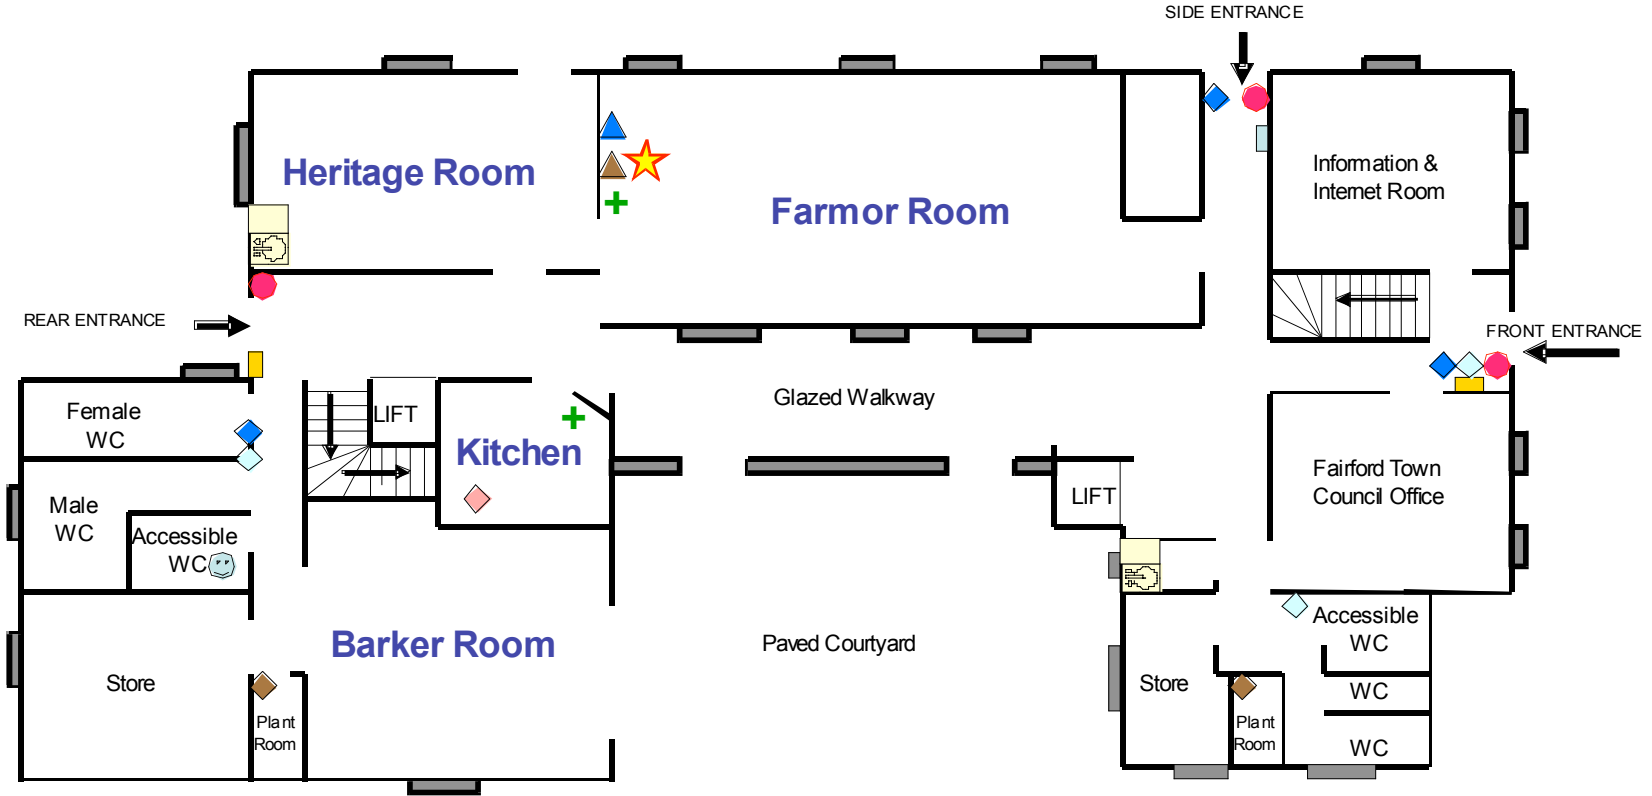 SIDE ENTRANCE
Heritage Room
Farmor Room
Information &
Internet Room
REAR ENTRANCE
FRONT ENTRANCE
Female
WC
LIFT
Kitchen
Glazed Walkway
Male
WC
Accessible
WC
LIFT
Fairford Town
Council Office
Barker Room
Paved Courtyard
Accessible
WC
Store
Plant
Room
Store
Plant
Room
WC
WC